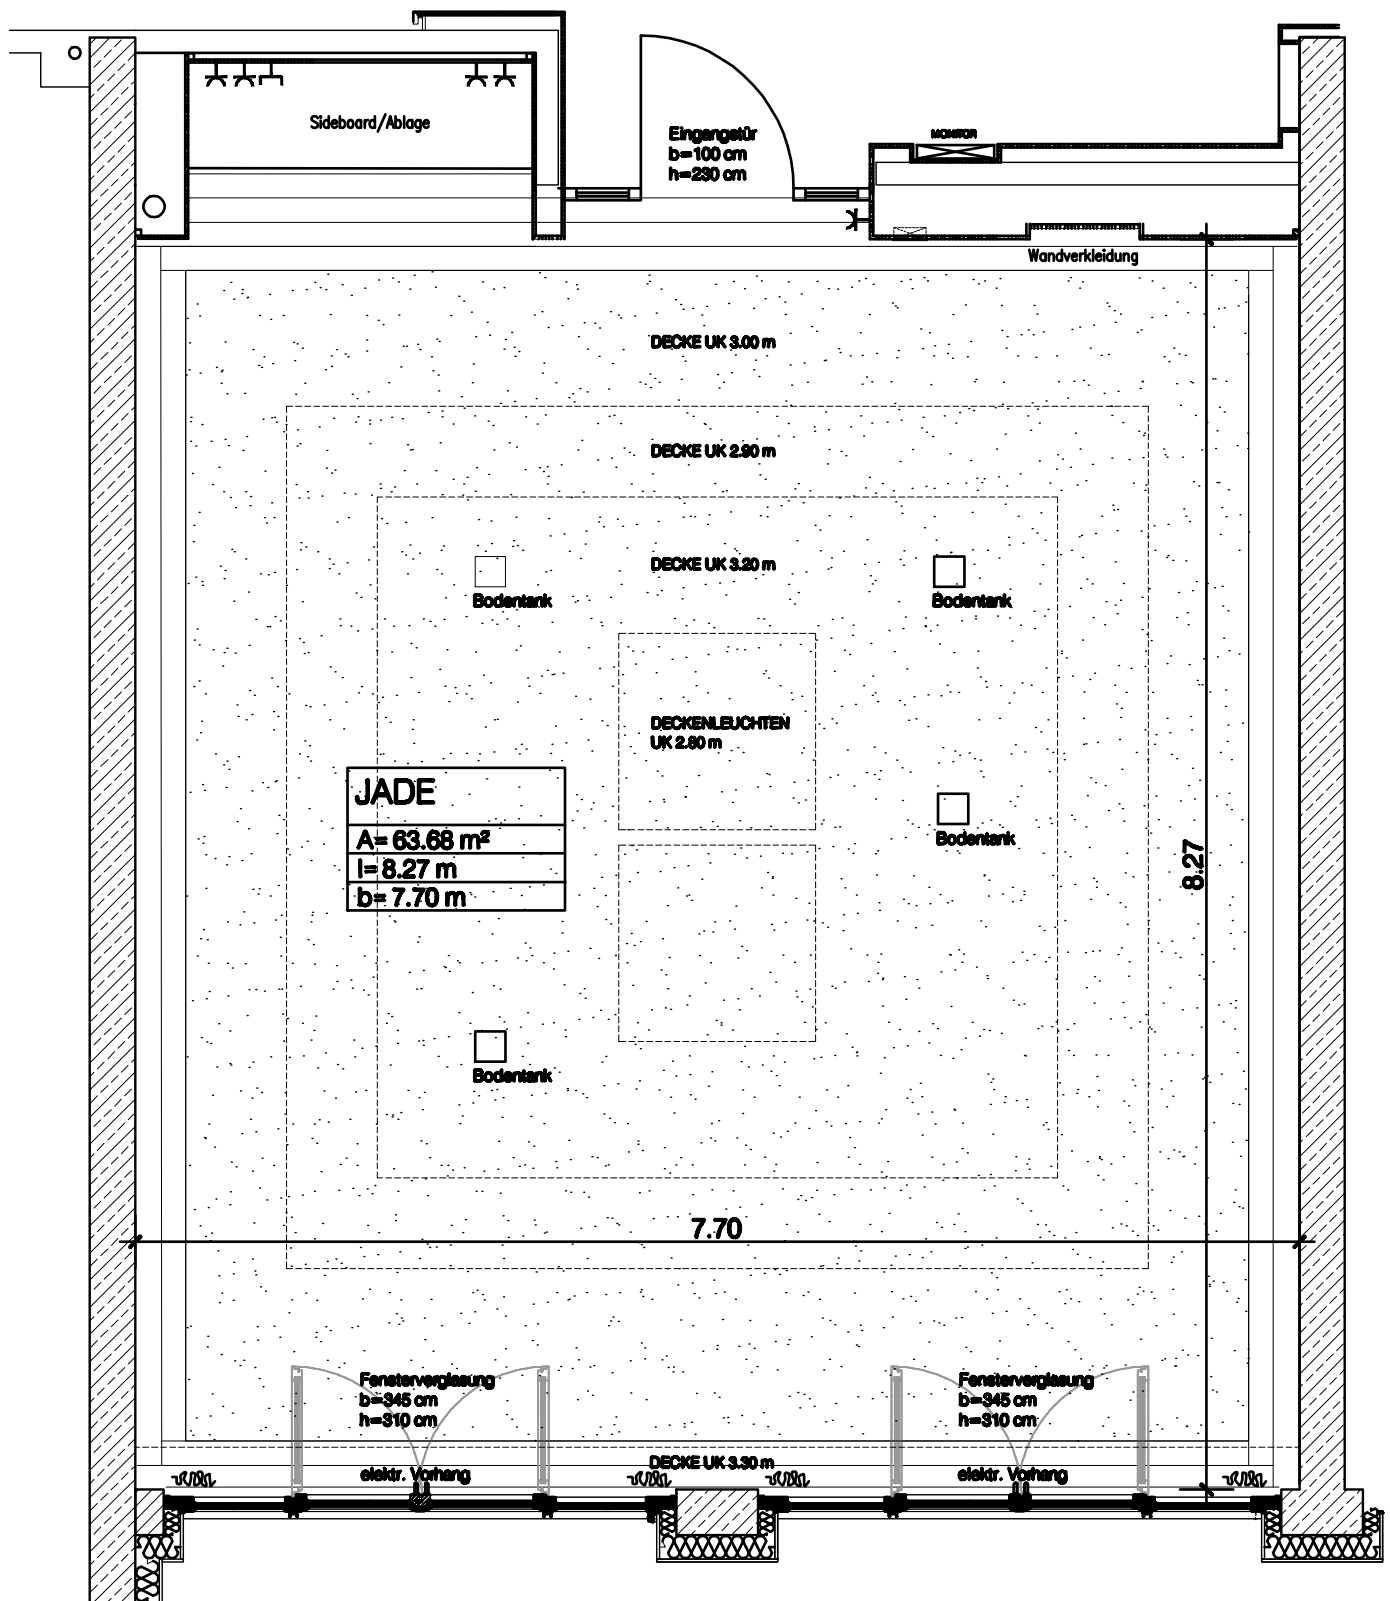 Sideboard/Ablage
Eingangstür
b=100 cm
h=230 cm
MONITOR
Wandverkleidung
DECKE UK 3.00 m
DECKE UK 2.90 m
DECKE UK 3.20 m
Bodentank
Bodentank
DECKENLEUCHTEN
UK 2.80 m
JADE
A= 63.68 m²
l= 8.27 m
b= 7.70 m
Bodentank
8.27
Bodentank
7.70
Fensterverglasung
b=345 cm
h=310 cm
Fensterverglasung
b=345 cm
h=310 cm
DECKE UK 3.30 m
elektr. Vorhang
elektr. Vorhang